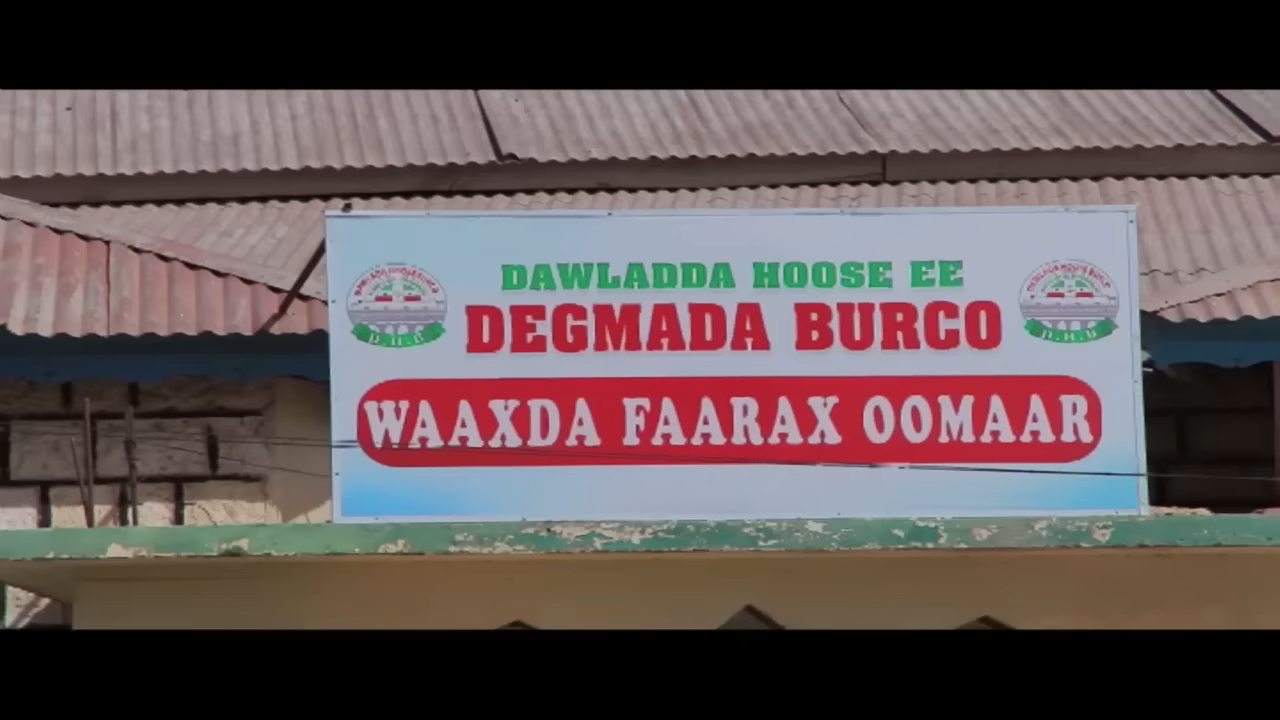 DAWLADDA HOOSE EE
DEGMADA BURCO
WAAXDA FAARAX OOMAAR
D.H.B
D.H.B